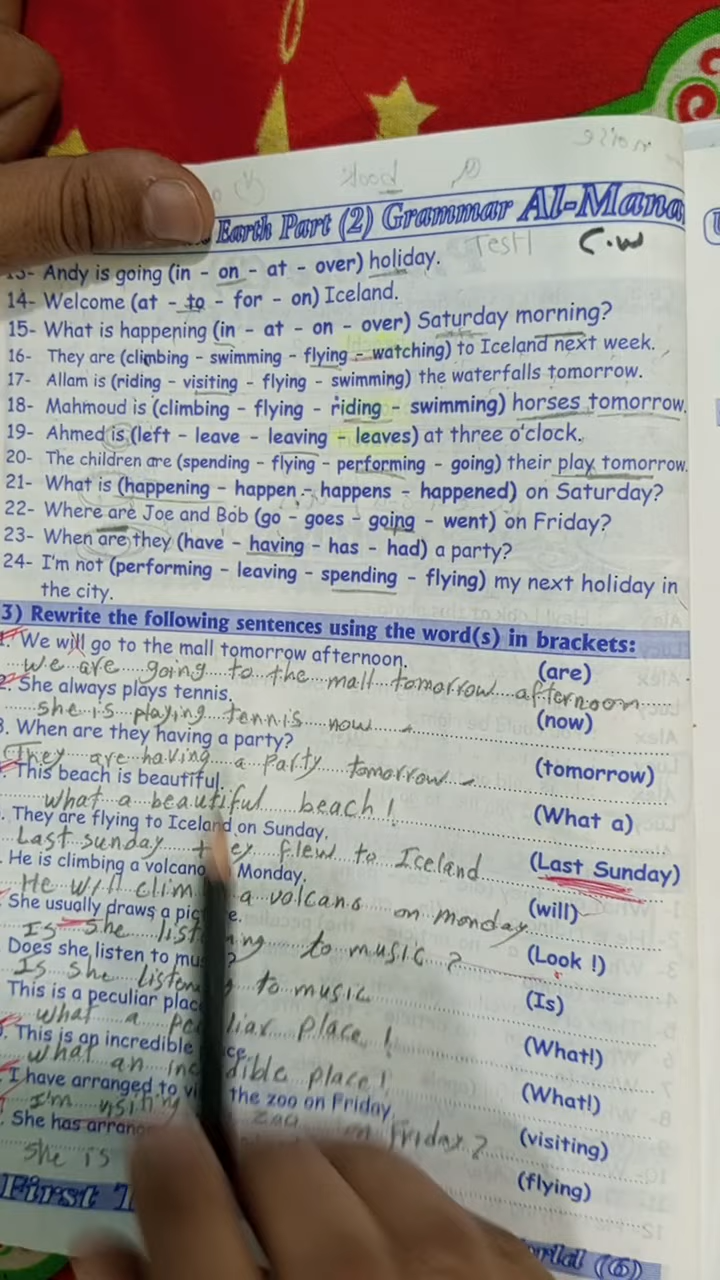 Earth Part (2) Grammar Al-Mana
Test1 C.W
13- Andy is going (in - on - at - over) holiday.
14- Welcome (at - to - for - on) Iceland.
15- What is happening (in - at - on - over) Saturday morning?
16- They are (climbing - swimming - flying - watching) to Iceland next week.
17- Allam is (riding - visiting - flying - swimming) the waterfalls tomorrow.
18- Mahmoud is (climbing - flying - riding - swimming) horses tomorrow.
19- Ahmed is (left - leave - leaving - leaves) at three o'clock.
20- The children are (spending - flying - performing - going) their play tomorrow.
21- What is (happening - happen - happens - happened) on Saturday?
22- Where are Joe and Bob (go - goes - going - went) on Friday?
23- When are they (have - having - has - had) a party?
24- I'm not (performing - leaving - spending - flying) my next holiday in
the city.
3) Rewrite the following sentences using the word(s) in brackets:
1. We will go to the mall tomorrow afternoon. (are)
we are going to the mall tomorrow afternoon
2. She always plays tennis. (now)
she is playing tennis now
3. When are they having a party? (tomorrow)
They are having a party tomorrow
This beach is beautiful. (What a)
what a beautiful beach!
They are flying to Iceland on Sunday. (Last Sunday)
Last sunday they flew to Iceland
He is climbing a volcano Monday. (will)
He will clim a volcano on monday
She usually draws a pic e. (Look !)
Is she listening to music ?
Does she listen to mu ? (Is)
Is she listen to music
This is a peculiar plac (What!)
what a pe liar place!
This is an incredible ce. (What!)
what an inc dible place!
I have arranged to vi the zoo on Friday. (visiting)
I'm visiting zoo on Friday?
She has arran (flying)
she is
First T orld (6)